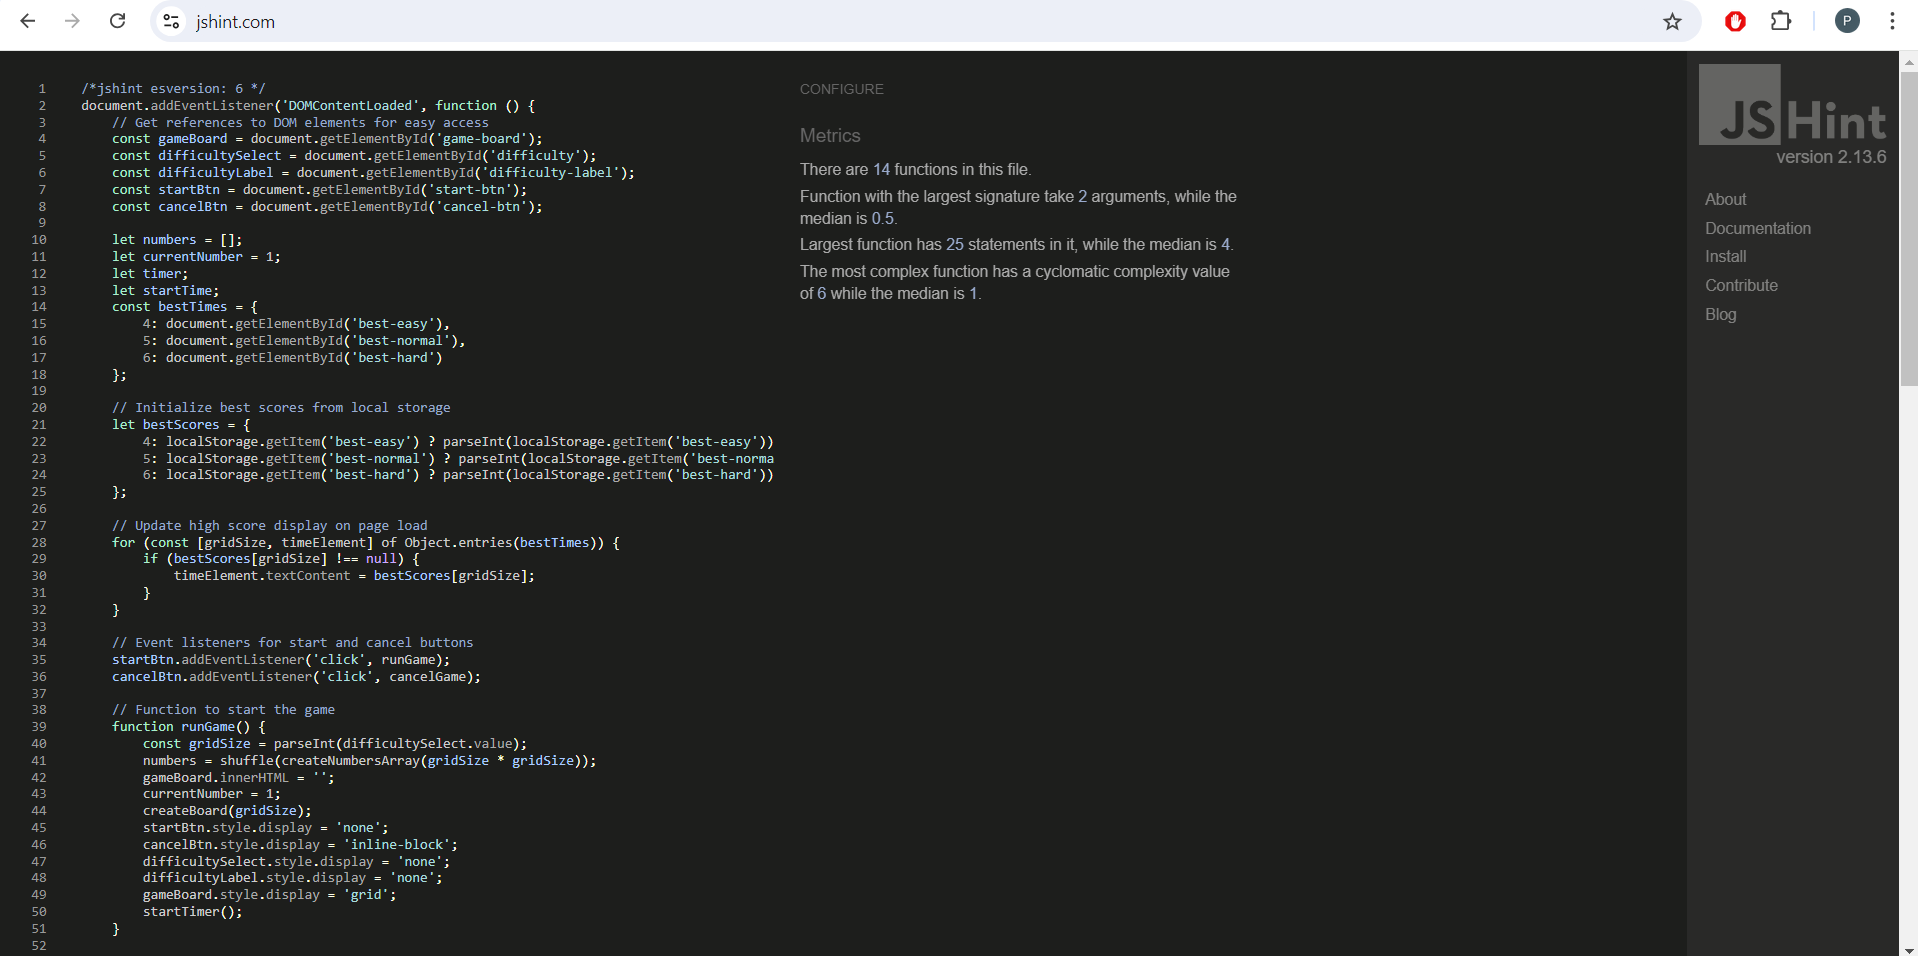 jshint.com
P
1 /*jshint esversion: 6 */
2 document.addEventListener('DOMContentLoaded', function () {
3     // Get references to DOM elements for easy access
4     const gameBoard = document.getElementById('game-board');
5     const difficultySelect = document.getElementById('difficulty');
6     const difficultyLabel = document.getElementById('difficulty-label');
7     const startBtn = document.getElementById('start-btn');
8     const cancelBtn = document.getElementById('cancel-btn');
9
10     let numbers = [];
11     let currentNumber = 1;
12     let timer;
13     let startTime;
14     const bestTimes = {
15         4: document.getElementById('best-easy'),
16         5: document.getElementById('best-normal'),
17         6: document.getElementById('best-hard')
18     };
19
20     // Initialize best scores from local storage
21     let bestScores = {
22         4: localStorage.getItem('best-easy') ? parseInt(localStorage.getItem('best-easy'))
23         5: localStorage.getItem('best-normal') ? parseInt(localStorage.getItem('best-norma
24         6: localStorage.getItem('best-hard') ? parseInt(localStorage.getItem('best-hard'))
25     };
26
27     // Update high score display on page load
28     for (const [gridSize, timeElement] of Object.entries(bestTimes)) {
29         if (bestScores[gridSize] !== null) {
30             timeElement.textContent = bestScores[gridSize];
31         }
32     }
33
34     // Event listeners for start and cancel buttons
35     startBtn.addEventListener('click', runGame);
36     cancelBtn.addEventListener('click', cancelGame);
37
38     // Function to start the game
39     function runGame() {
40         const gridSize = parseInt(difficultySelect.value);
41         numbers = shuffle(createNumbersArray(gridSize * gridSize));
42         gameBoard.innerHTML = '';
43         currentNumber = 1;
44         createBoard(gridSize);
45         startBtn.style.display = 'none';
46         cancelBtn.style.display = 'inline-block';
47         difficultySelect.style.display = 'none';
48         difficultyLabel.style.display = 'none';
49         gameBoard.style.display = 'grid';
50         startTimer();
51     }
52
CONFIGURE
Metrics
There are 14 functions in this file.
Function with the largest signature take 2 arguments, while the
median is 0.5.
Largest function has 25 statements in it, while the median is 4.
The most complex function has a cyclomatic complexity value
of 6 while the median is 1.
JSHint
version 2.13.6
About
Documentation
Install
Contribute
Blog